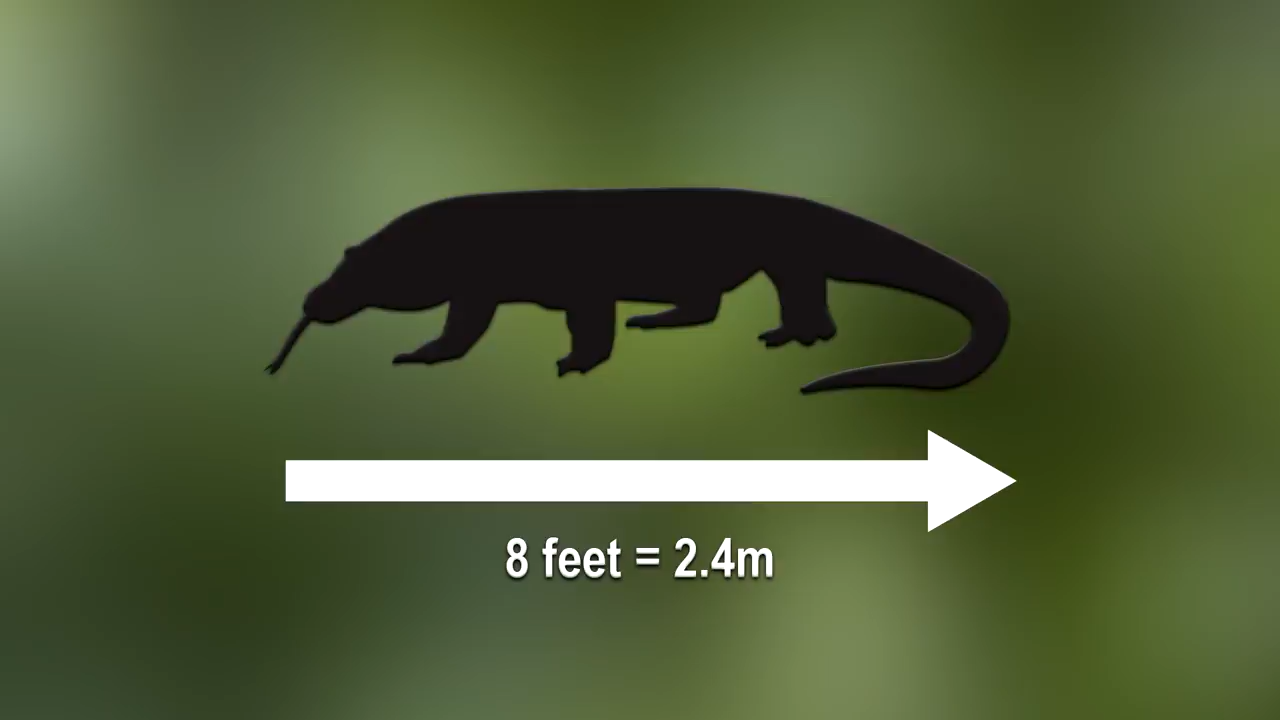 8 feet = 2.4m